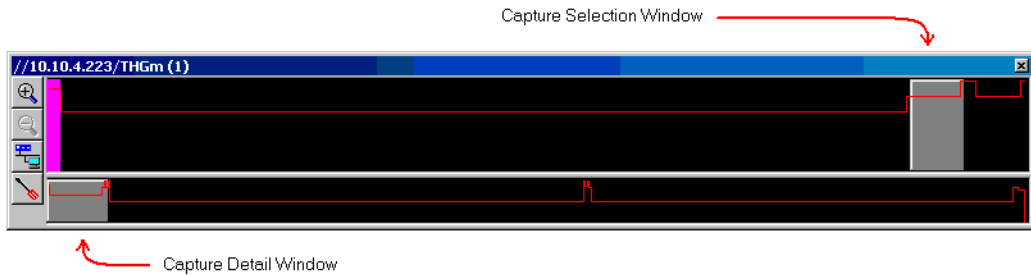 Capture Selection Window
//10.10.4.223/THGm (1)
Capture Detail Window